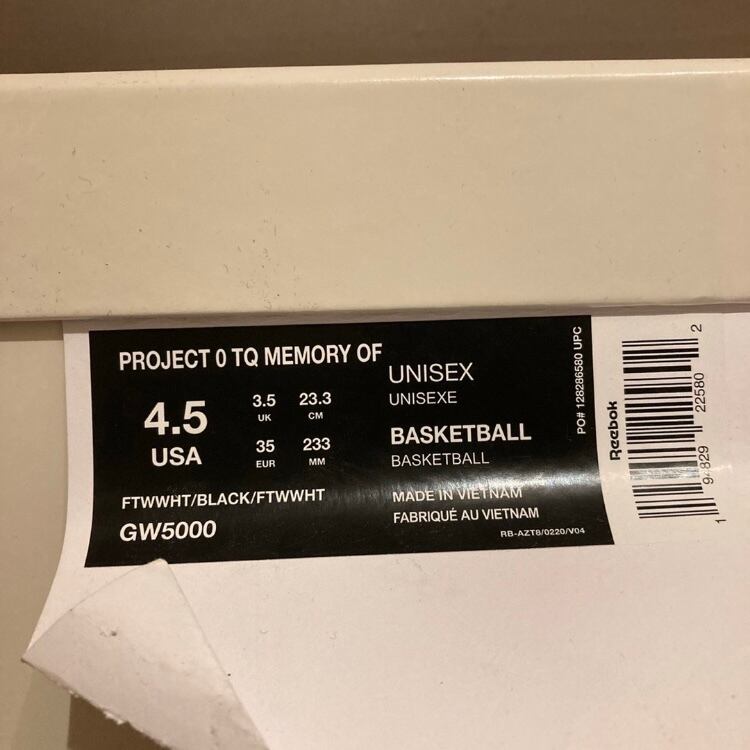 PROJECT 0 TQ MEMORY OF
4.5
USA
3.5
UK
23.3
CM
35
EUR
233
MM
FTWWHT/BLACK/FTWWHT
GW5000
UNISEX
UNISEXE
BASKETBALL
BASKETBALL
MADE IN VIETNAM
FABRIQUÉ AU VIETNAM
RB-AZT8/0220/V04
PO# 128286580 UPC
Reebok
1 94829 22580 2